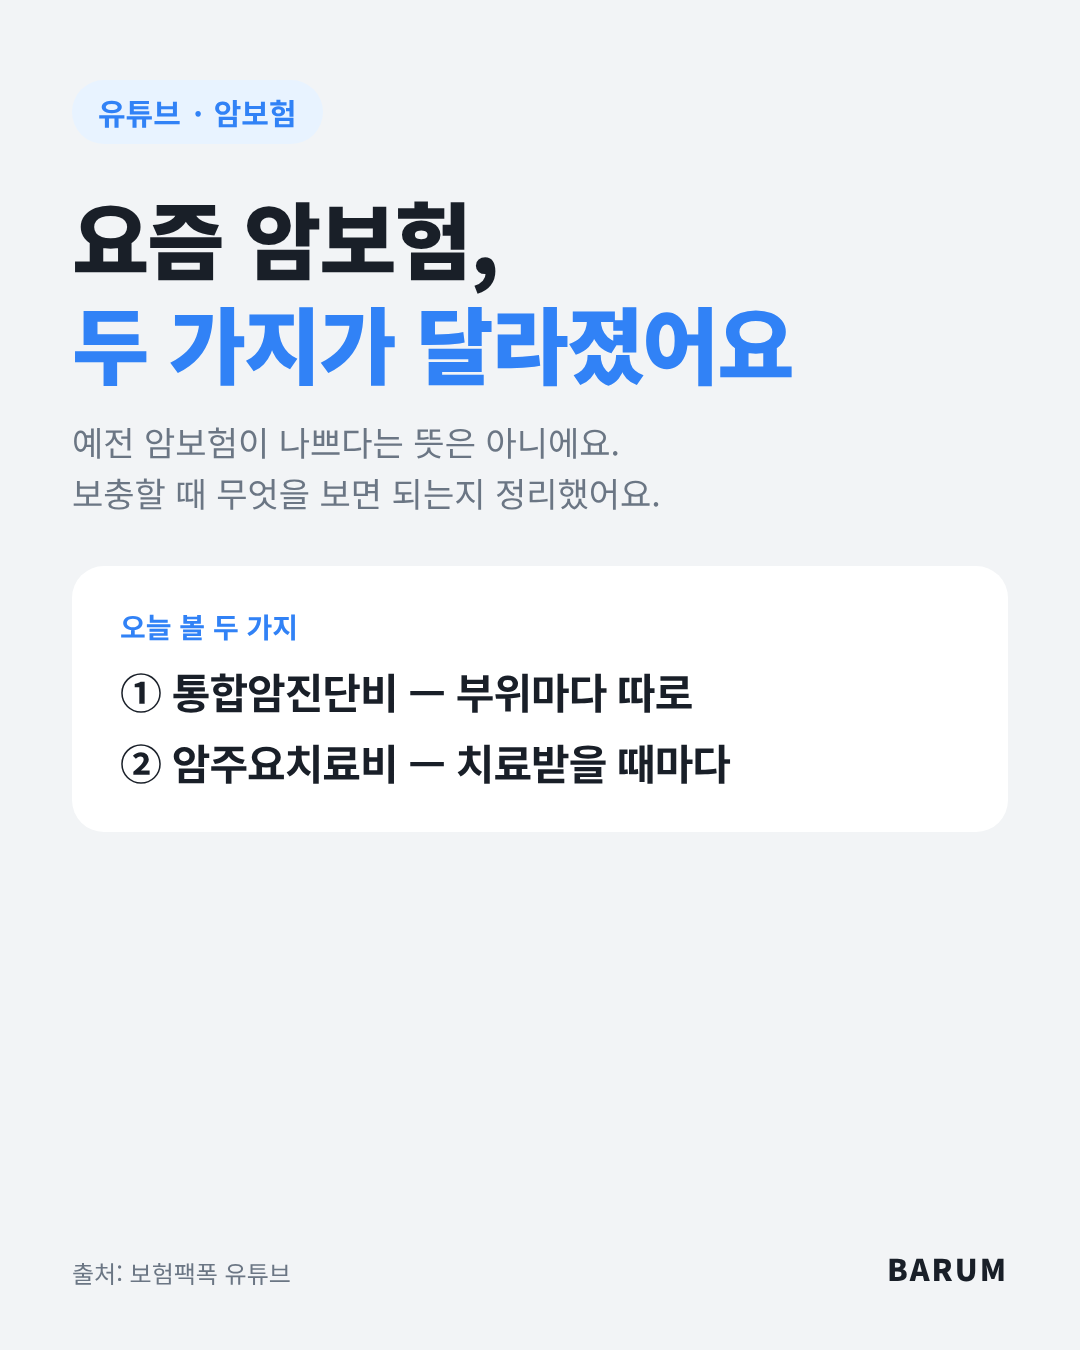 유튜브 · 암보험
요즘 암보험,
두 가지가 달라졌어요
예전 암보험이 나쁘다는 뜻은 아니에요.
보충할 때 무엇을 보면 되는지 정리했어요.
오늘 볼 두 가지
① 통합암진단비 — 부위마다 따로
② 암주요치료비 — 치료받을 때마다
출처: 보험팩폭 유튜브
BARUM